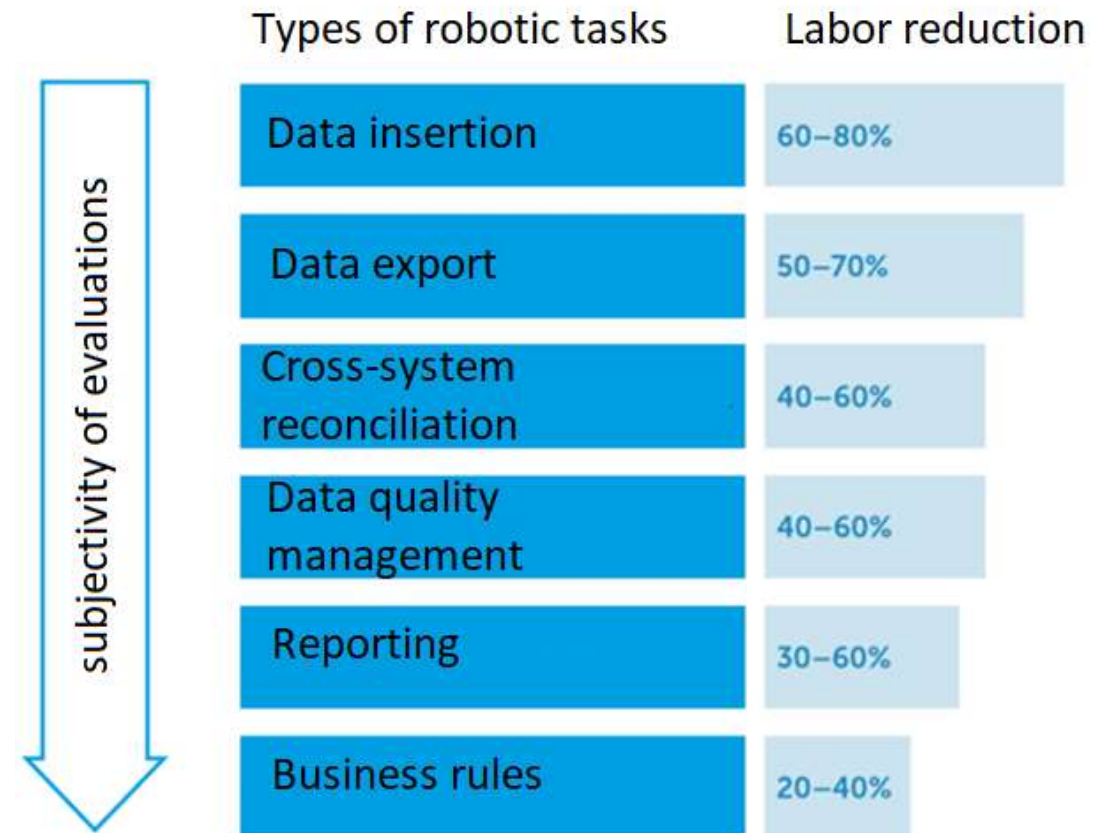 Types of robotic tasks Labor reduction
subjectivity of evaluations
Data insertion 60–80%
Data export 50–70%
Cross-system
reconciliation 40–60%
Data quality
management 40–60%
Reporting 30–60%
Business rules 20–40%